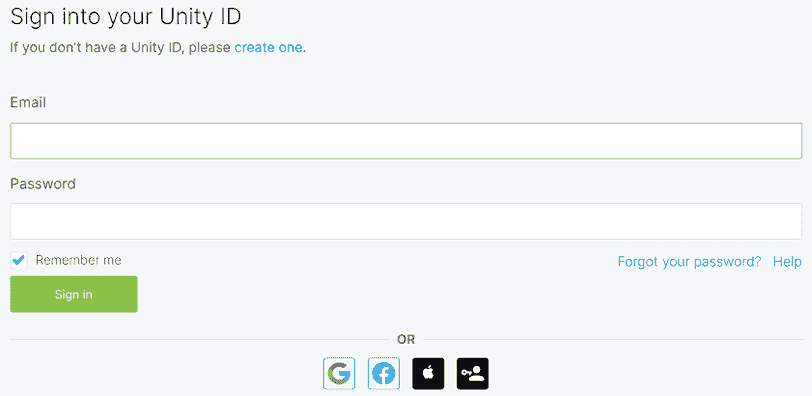 Sign into your Unity ID
If you don't have a Unity ID, please create one.
Email
Password
Remember me
Forgot your password? Help
Sign in
OR